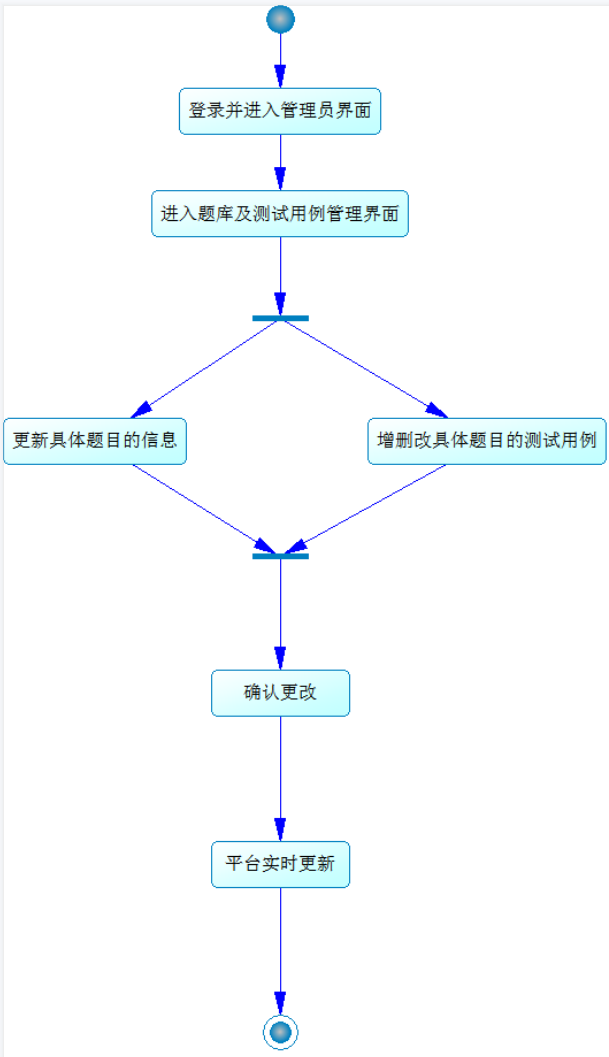 登录并进入管理员界面
进入题库及测试用例管理界面
更新具体题目的信息
增删改具体题目的测试用例
确认更改
平台实时更新